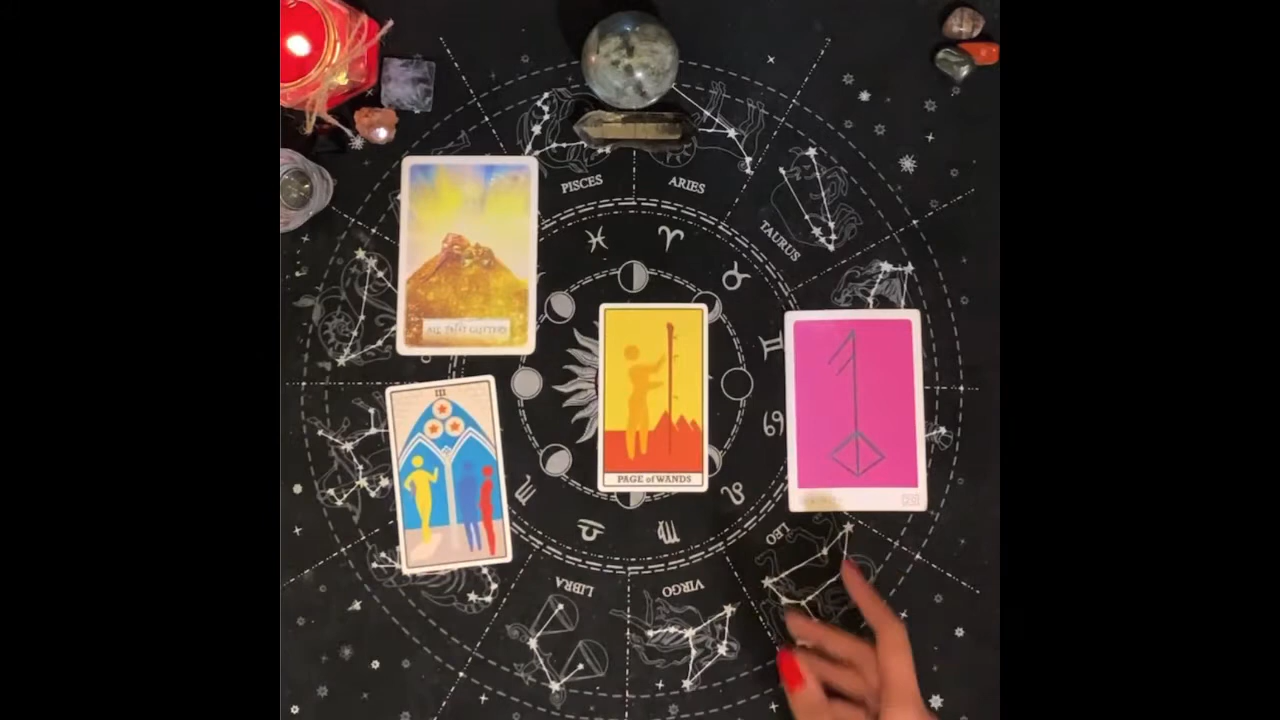 PISCES
ARIES
TAURUS
ALL THAT GLITTERS
III
PAGE of WANDS
LEO
LIBRA
VIRGO